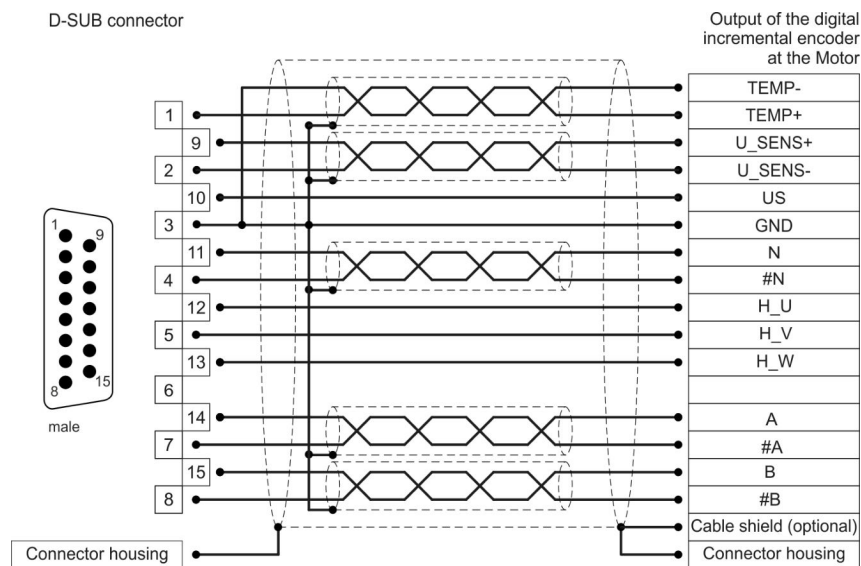 D-SUB connector
Output of the digital
incremental encoder
at the Motor
TEMP-
1
TEMP+
9
U_SENS+
2
U_SENS-
10
US
3
GND
11
N
4
#N
12
H_U
5
H_V
13
H_W
6
14
A
7
#A
15
B
8
#B
Cable shield (optional)
Connector housing
Connector housing
1
9
8
15
male